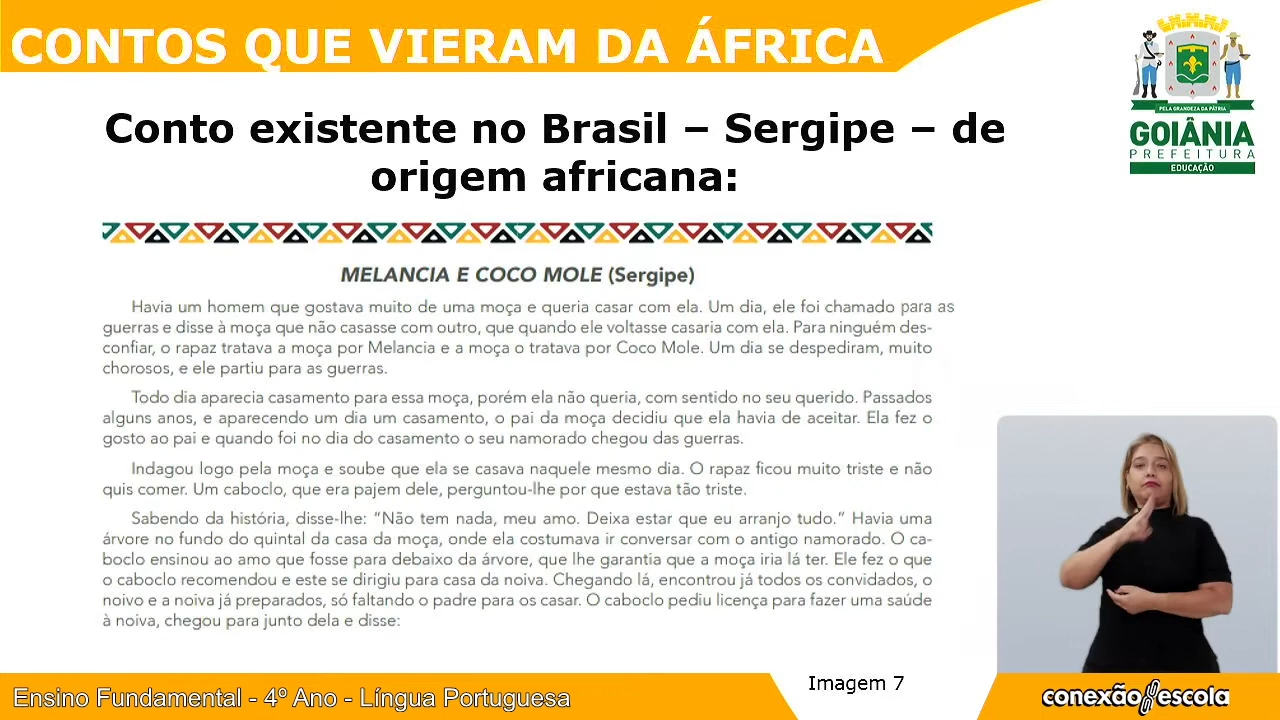 CONTOS QUE VIERAM DA ÁFRICA
PELA GRANDEZA DA PÁTRIA
GOIÂNIA
PREFEITURA
EDUCAÇÃO
Conto existente no Brasil – Sergipe – de
origem africana:
MELANCIA E COCO MOLE (Sergipe)
Havia um homem que gostava muito de uma moça e queria casar com ela. Um dia, ele foi chamado para as
guerras e disse à moça que não casasse com outro, que quando ele voltasse casaria com ela. Para ninguém des-
confiar, o rapaz tratava a moça por Melancia e a moça o tratava por Coco Mole. Um dia se despediram, muito
chorosos, e ele partiu para as guerras.
Todo dia aparecia casamento para essa moça, porém ela não queria, com sentido no seu querido. Passados
alguns anos, e aparecendo um dia um casamento, o pai da moça decidiu que ela havia de aceitar. Ela fez o
gosto ao pai e quando foi no dia do casamento o seu namorado chegou das guerras.
Indagou logo pela moça e soube que ela se casava naquele mesmo dia. O rapaz ficou muito triste e não
quis comer. Um caboclo, que era pajem dele, perguntou-lhe por que estava tão triste.
Sabendo da história, disse-lhe: “Não tem nada, meu amo. Deixa estar que eu arranjo tudo.” Havia uma
árvore no fundo do quintal da casa da moça, onde ela costumava ir conversar com o antigo namorado. O ca-
boclo ensinou ao amo que fosse para debaixo da árvore, que lhe garantia que a moça iria lá ter. Ele fez o que
o caboclo recomendou e este se dirigiu para casa da noiva. Chegando lá, encontrou já todos os convidados, o
noivo e a noiva já preparados, só faltando o padre para os casar. O caboclo pediu licença para fazer uma saúde
à noiva, chegou para junto dela e disse:
Ensino Fundamental - 4º Ano - Língua Portuguesa
Imagem 7
conexão escola